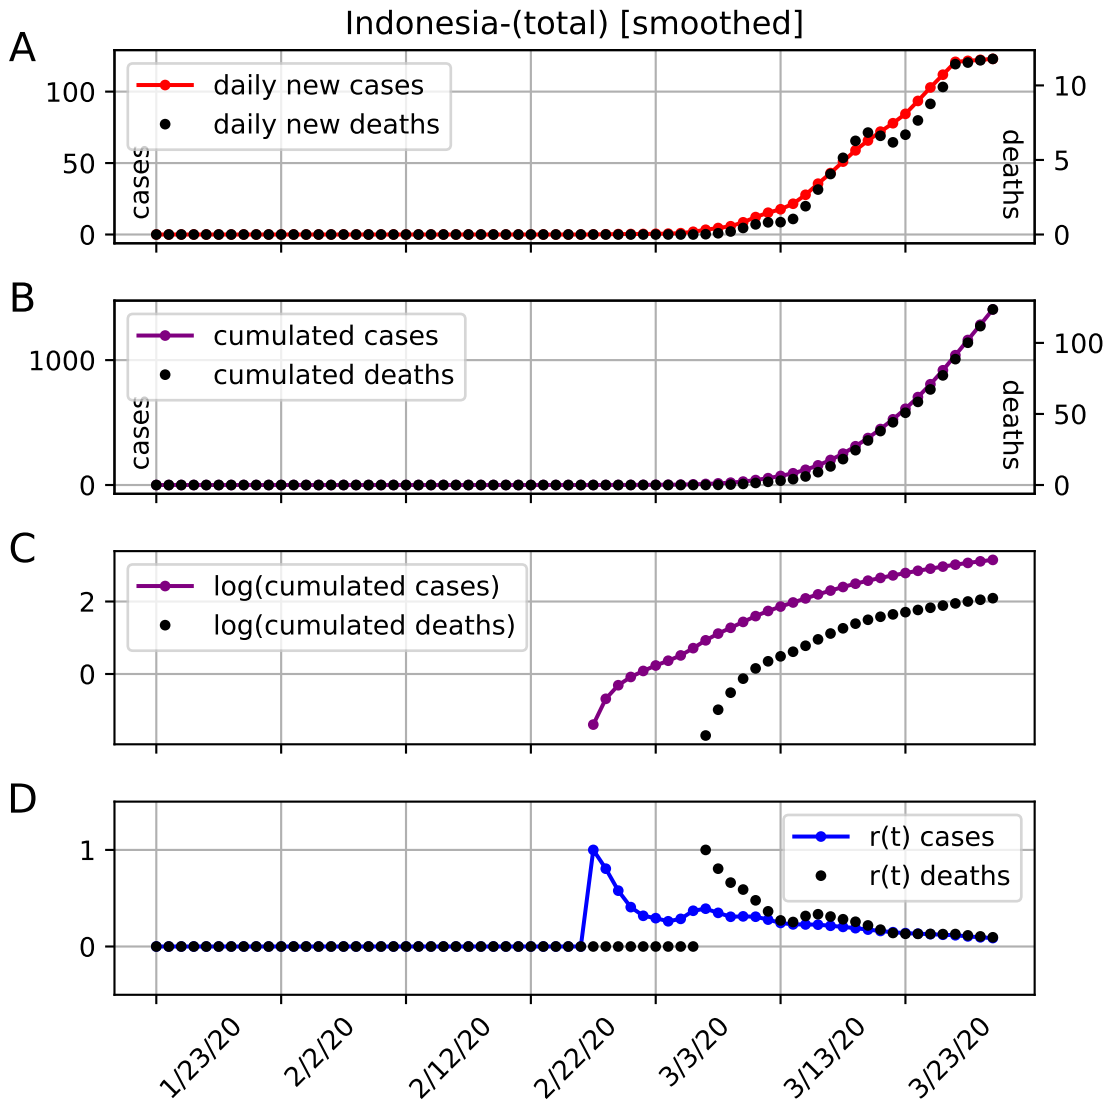 Indonesia-(total) [smoothed]
A
daily new cases
daily new deaths
100
50
0
cases
10
5
0
deaths
B
cumulated cases
cumulated deaths
1000
0
cases
100
50
0
deaths
C
log(cumulated cases)
log(cumulated deaths)
2
0
D
r(t) cases
r(t) deaths
1
0
1/23/20
2/2/20
2/12/20
2/22/20
3/3/20
3/13/20
3/23/20